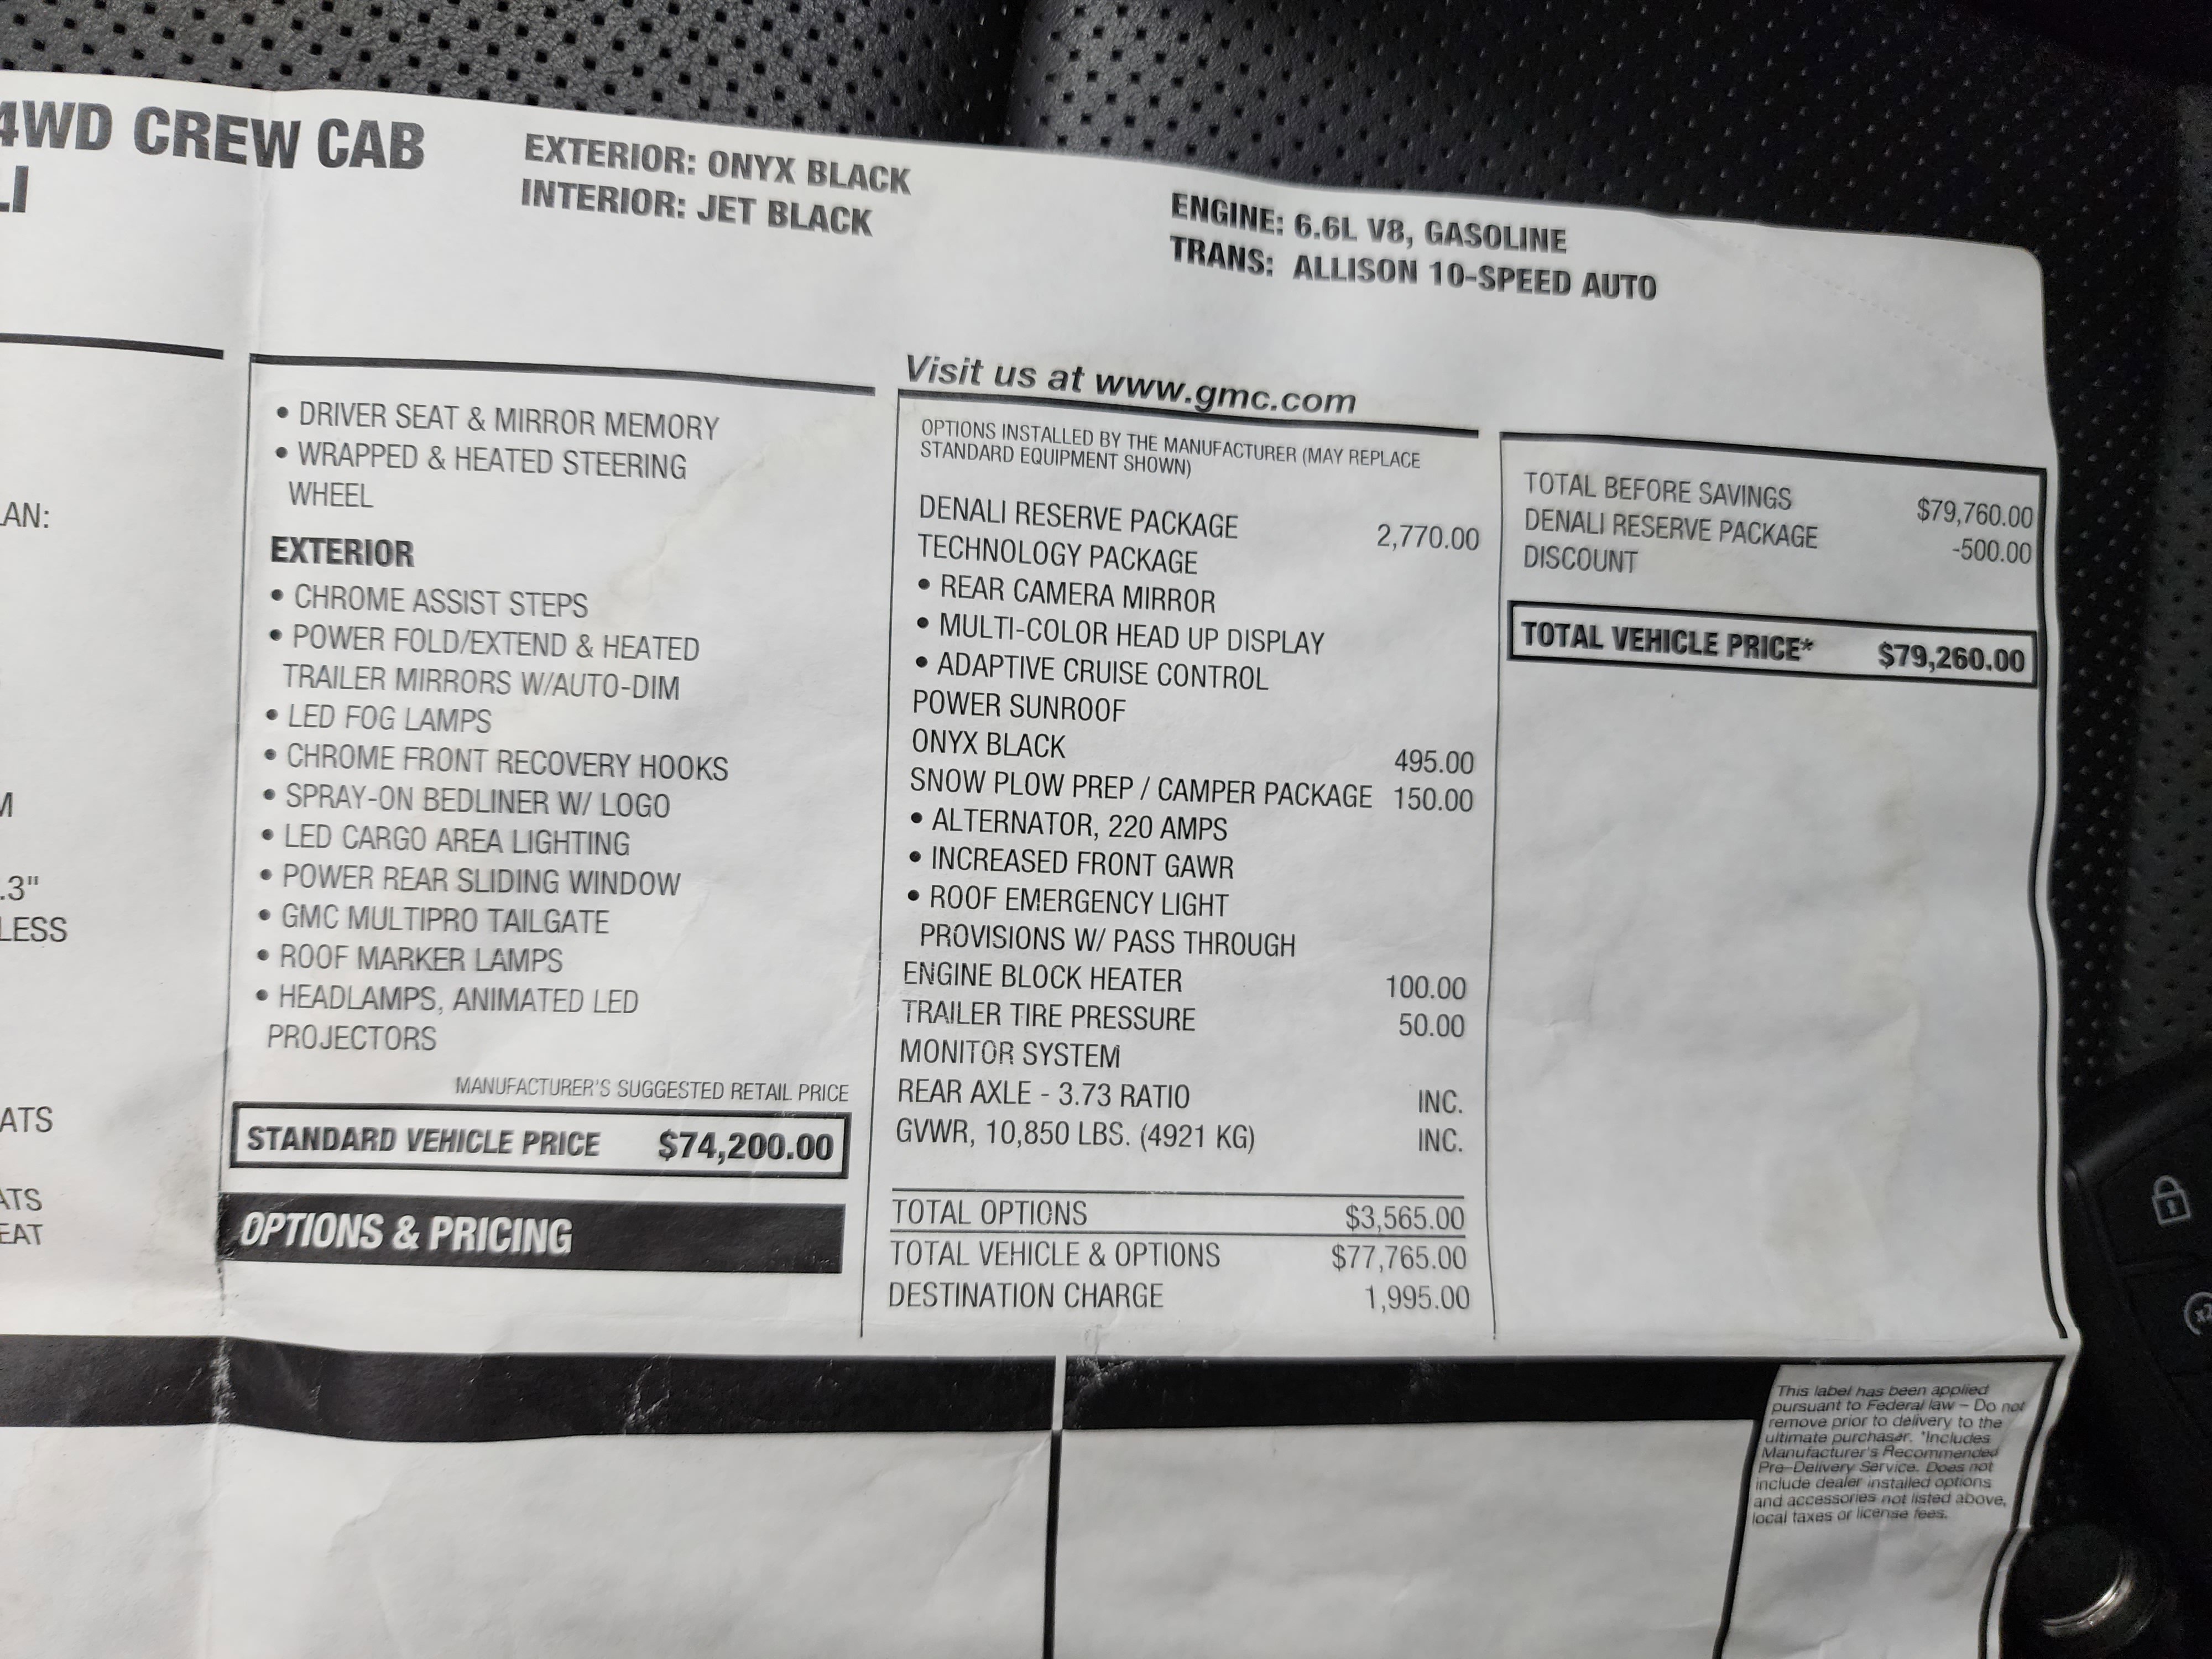 4WD CREW CAB
LI
EXTERIOR: ONYX BLACK
INTERIOR: JET BLACK
ENGINE: 6.6L V8, GASOLINE
TRANS: ALLISON 10-SPEED AUTO
LAN:
M
.3"
LESS
ATS
ATS
EAT
• DRIVER SEAT & MIRROR MEMORY
• WRAPPED & HEATED STEERING
WHEEL
EXTERIOR
• CHROME ASSIST STEPS
• POWER FOLD/EXTEND & HEATED
TRAILER MIRRORS W/AUTO-DIM
• LED FOG LAMPS
• CHROME FRONT RECOVERY HOOKS
• SPRAY-ON BEDLINER W/ LOGO
• LED CARGO AREA LIGHTING
• POWER REAR SLIDING WINDOW
• GMC MULTIPRO TAILGATE
• ROOF MARKER LAMPS
• HEADLAMPS, ANIMATED LED
PROJECTORS
MANUFACTURER'S SUGGESTED RETAIL PRICE
STANDARD VEHICLE PRICE $74,200.00
OPTIONS & PRICING
Visit us at www.gmc.com
OPTIONS INSTALLED BY THE MANUFACTURER (MAY REPLACE
STANDARD EQUIPMENT SHOWN)
DENALI RESERVE PACKAGE 2,770.00
TECHNOLOGY PACKAGE
• REAR CAMERA MIRROR
• MULTI-COLOR HEAD UP DISPLAY
• ADAPTIVE CRUISE CONTROL
POWER SUNROOF
ONYX BLACK 495.00
SNOW PLOW PREP / CAMPER PACKAGE 150.00
• ALTERNATOR, 220 AMPS
• INCREASED FRONT GAWR
• ROOF EMERGENCY LIGHT
PROVISIONS W/ PASS THROUGH
ENGINE BLOCK HEATER 100.00
TRAILER TIRE PRESSURE 50.00
MONITOR SYSTEM
REAR AXLE - 3.73 RATIO INC.
GVWR, 10,850 LBS. (4921 KG) INC.
TOTAL OPTIONS $3,565.00
TOTAL VEHICLE & OPTIONS $77,765.00
DESTINATION CHARGE 1,995.00
TOTAL BEFORE SAVINGS $79,760.00
DENALI RESERVE PACKAGE -500.00
DISCOUNT
TOTAL VEHICLE PRICE* $79,260.00
This label has been applied
pursuant to Federal law – Do not
remove prior to delivery to the
ultimate purchaser. *Includes
Manufacturer's Recommended
Pre-Delivery Service. Does not
include dealer installed options
and accessories not listed above,
local taxes or license fees.